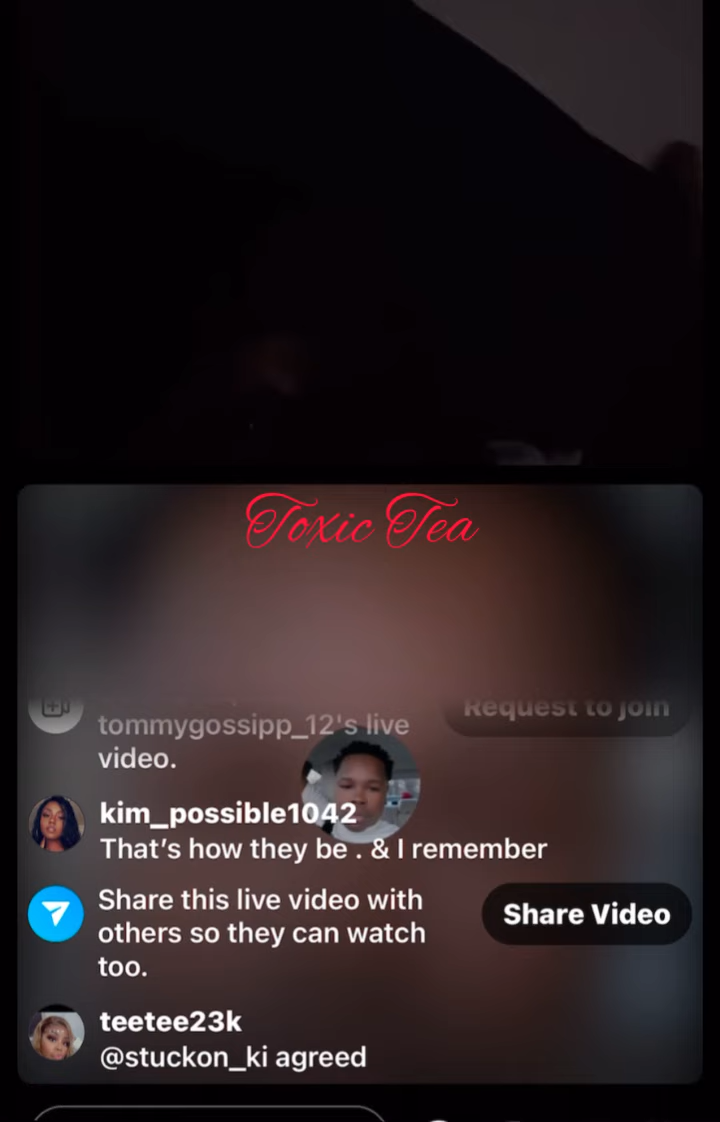 Toxic Tea
Request to join
tommygossipp_12's live
video.
kim_possible1042
That's how they be . & I remember
Share this live video with
others so they can watch
too.
Share Video
teetee23k
@stuckon_ki agreed